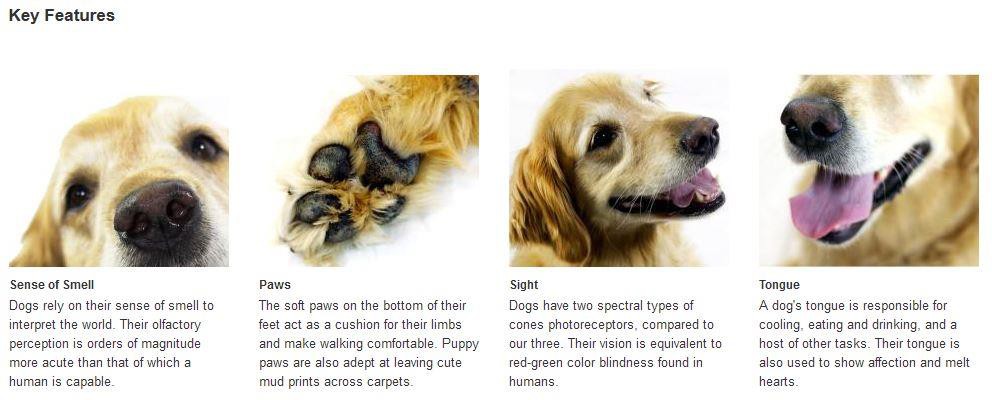 Key Features
Sense of Smell
Dogs rely on their sense of smell to
interpret the world. Their olfactory
perception is orders of magnitude
more acute than that of which a
human is capable.
Paws
The soft paws on the bottom of their
feet act as a cushion for their limbs
and make walking comfortable. Puppy
paws are also adept at leaving cute
mud prints across carpets.
Sight
Dogs have two spectral types of
cones photoreceptors, compared to
our three. Their vision is equivalent to
red-green color blindness found in
humans.
Tongue
A dog's tongue is responsible for
cooling, eating and drinking, and a
host of other tasks. Their tongue is
also used to show affection and melt
hearts.